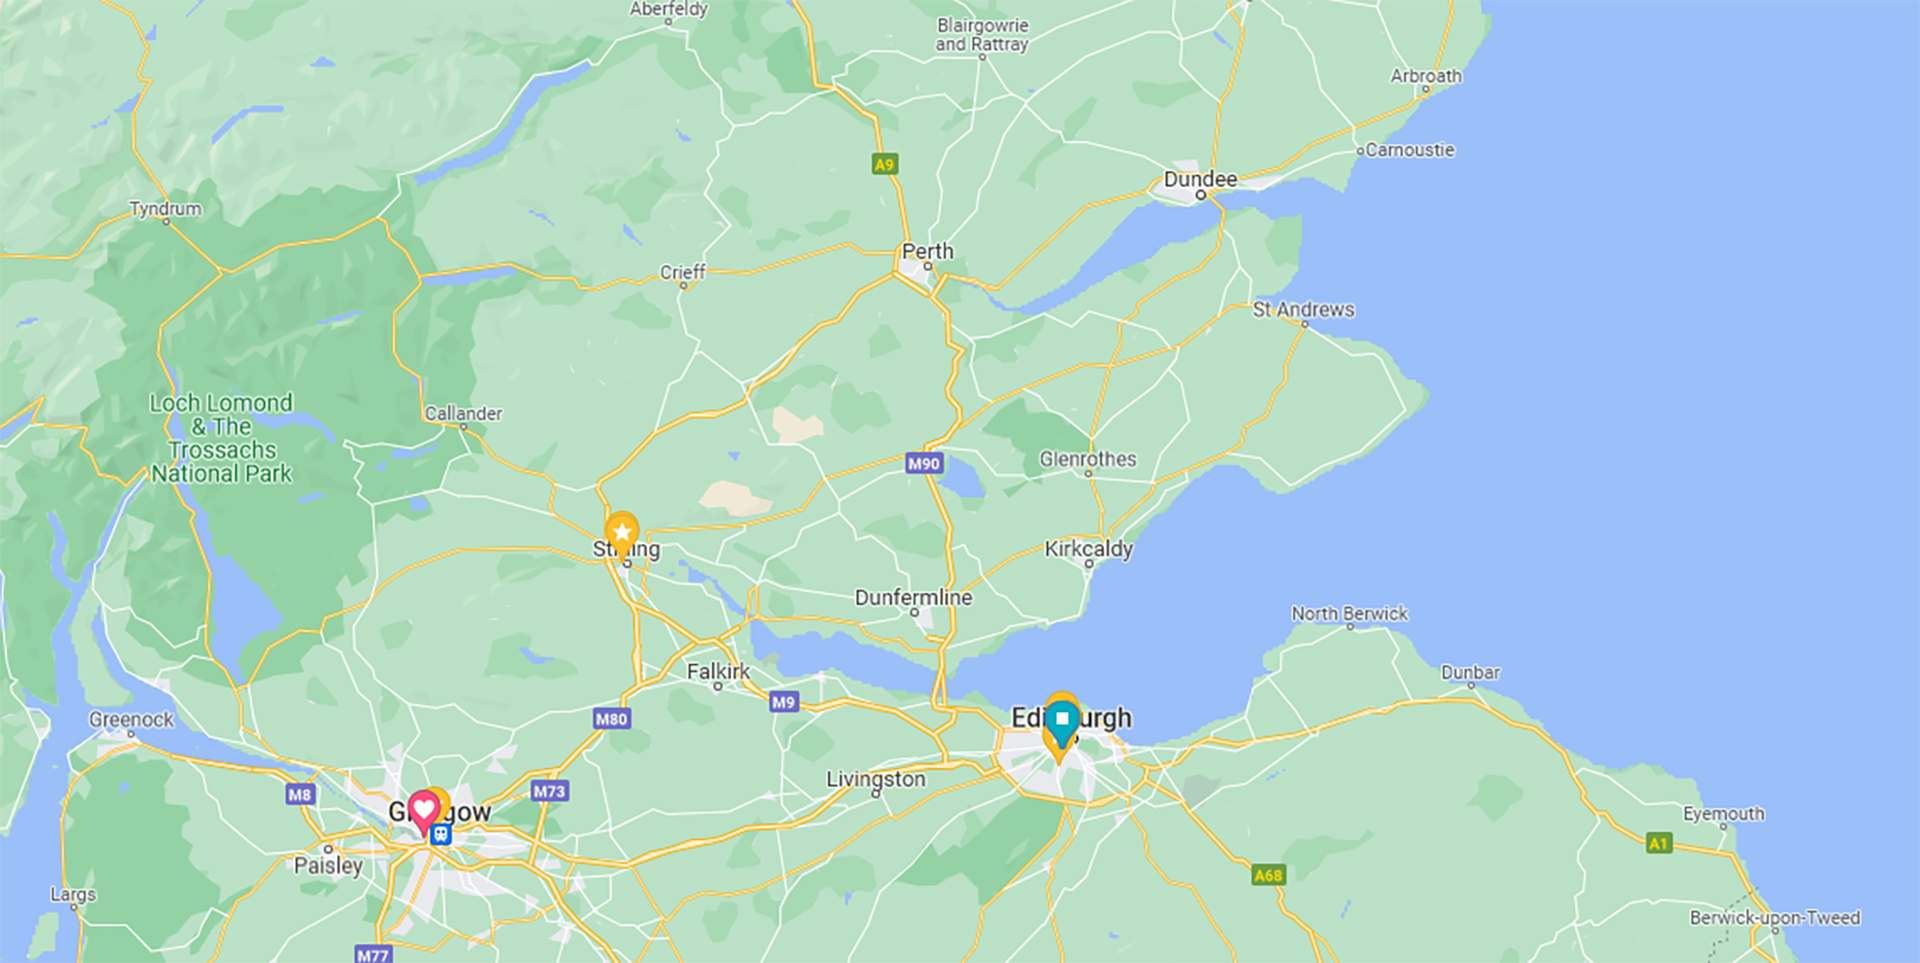 Aberfeldy
Blairgowrie
and Rattray
Arbroath
Carnoustie
A9
Dundee
Tyndrum
Perth
Crieff
St Andrews
Loch Lomond
& The
Trossachs
National Park
Callander
M90
Glenrothes
Kirkcaldy
Dunfermline
North Berwick
Falkirk
Dunbar
M9
M80
Greenock
Livingston
M8
M73
Eyemouth
A1
Paisley
A68
Largs
Berwick-upon-Tweed
M77